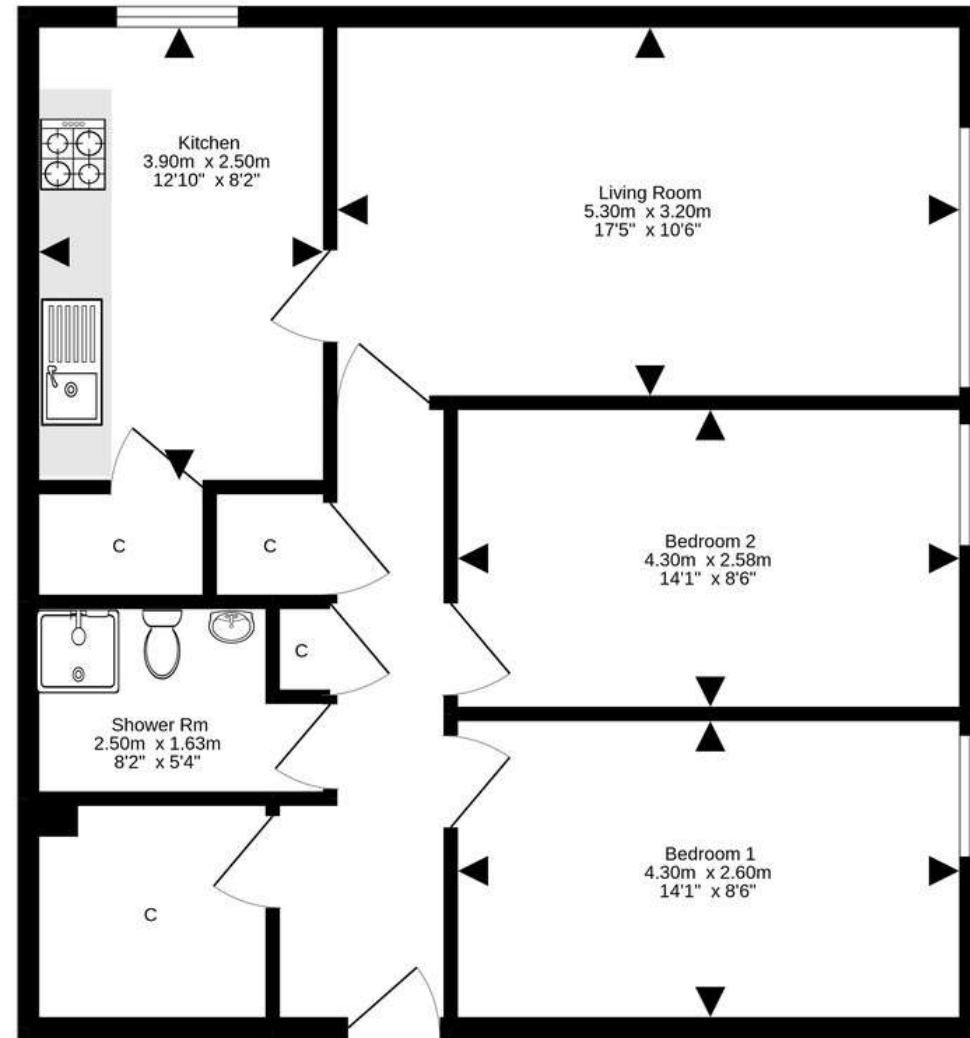 Kitchen
3.90m x 2.50m
12'10" x 8'2"
Living Room
5.30m x 3.20m
17'5" x 10'6"
C
C
Bedroom 2
4.30m x 2.58m
14'1" x 8'6"
C
Shower Rm
2.50m x 1.63m
8'2" x 5'4"
Bedroom 1
4.30m x 2.60m
14'1" x 8'6"
C